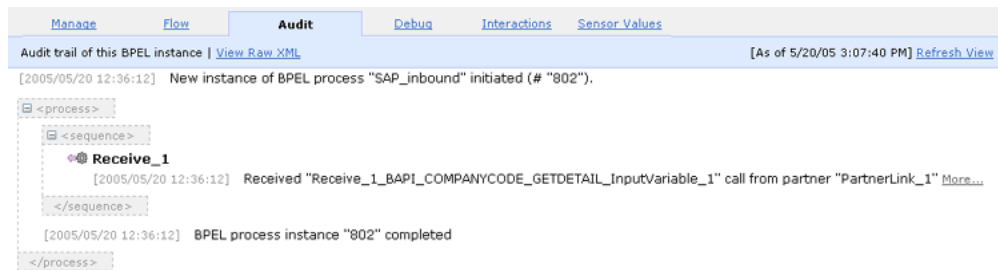 Manage Flow Audit Debug Interactions Sensor Values
Audit trail of this BPEL instance | View Raw XML [As of 5/20/05 3:07:40 PM] Refresh View
[2005/05/20 12:36:12] New instance of BPEL process "SAP_inbound" initiated (# "802").
<process>
<sequence>
Receive_1
[2005/05/20 12:36:12] Received "Receive_1_BAPI_COMPANYCODE_GETDETAIL_InputVariable_1" call from partner "PartnerLink_1" More...
</sequence>
[2005/05/20 12:36:12] BPEL process instance "802" completed
</process>